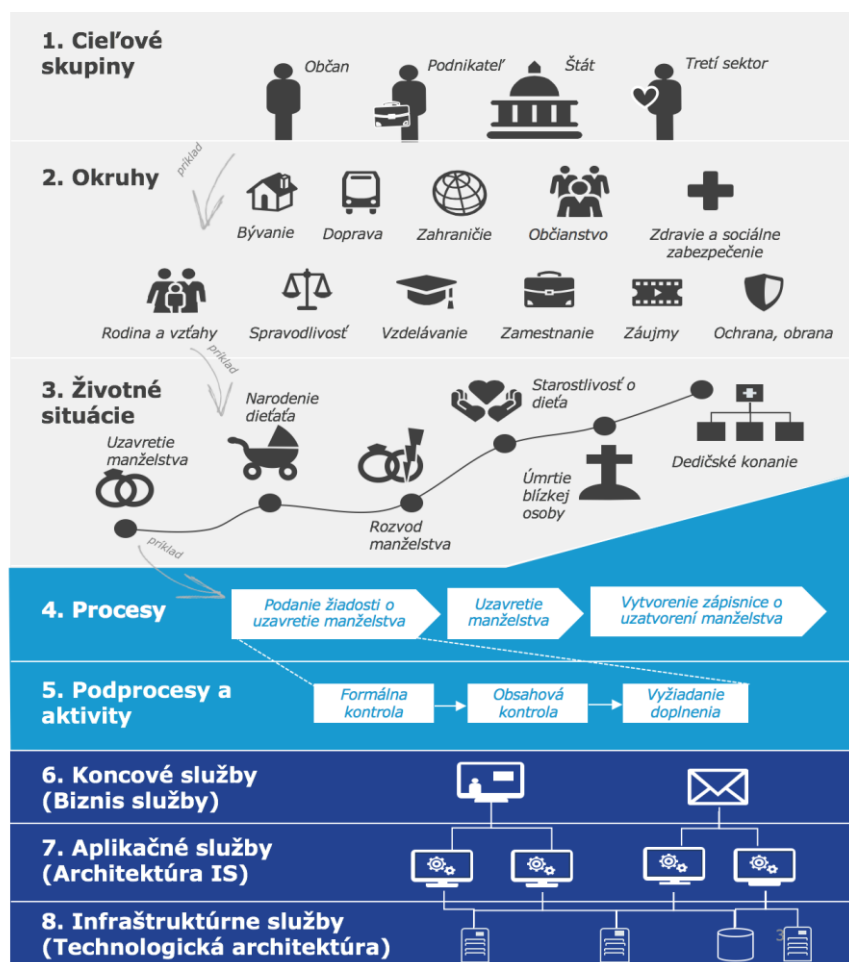 1. Cieľové
skupiny
Občan
Podnikateľ
Štát
Tretí sektor
príklad
2. Okruhy
Bývanie
Doprava
Zahraničie
Občianstvo
Zdravie a sociálne
zabezpečenie
Rodina a vzťahy
Spravodlivosť
Vzdelávanie
Zamestnanie
Záujmy
Ochrana, obrana
príklad
3. Životné
situácie
Uzavretie
manželstva
Narodenie
dieťaťa
Rozvod
manželstva
Starostlivosť o
dieťa
Úmrtie
blízkej
osoby
Dedičské konanie
príklad
4. Procesy
Podanie žiadosti o
uzavretie manželstva
Uzavretie
manželstva
Vytvorenie zápisnice o
uzatvorení manželstva
5. Podprocesy a
aktivity
Formálna
kontrola
Obsahová
kontrola
Vyžiadanie
doplnenia
6. Koncové služby
(Biznis služby)
7. Aplikačné služby
(Architektúra IS)
8. Infraštruktúrne služby
(Technologická architektúra)
3